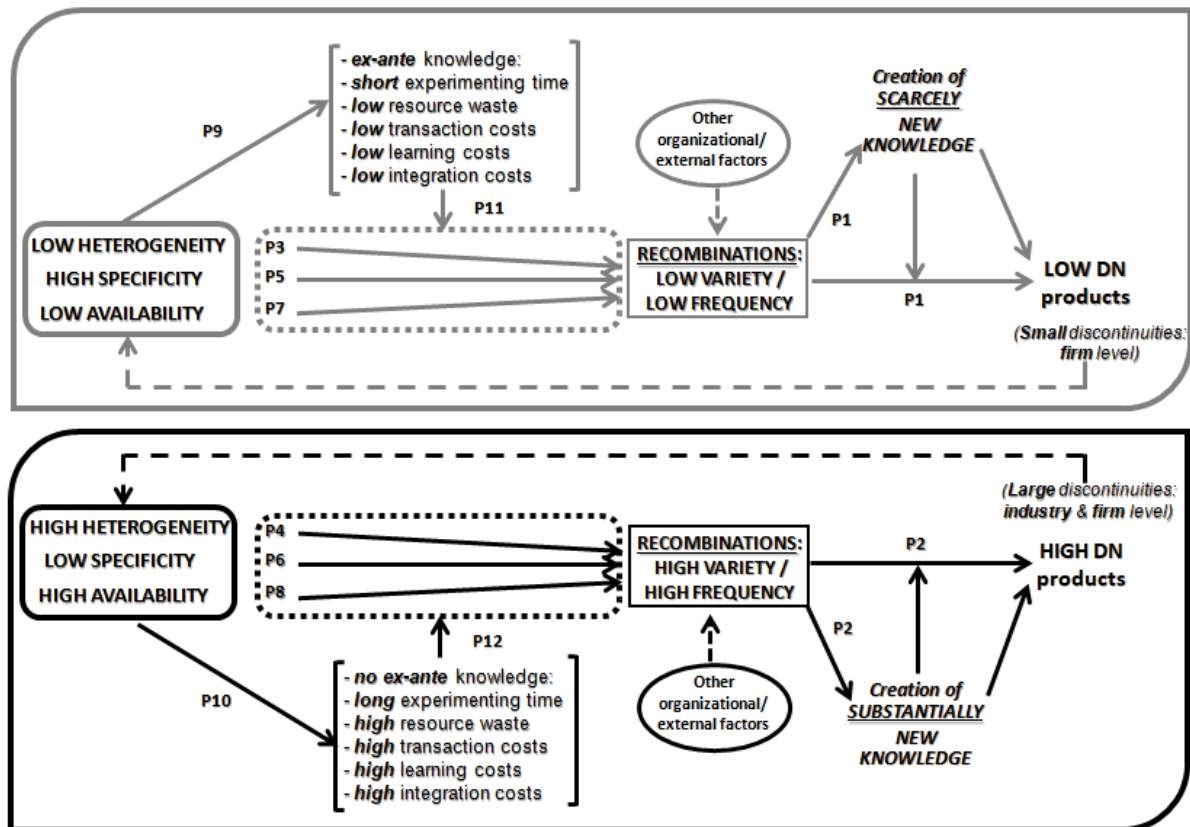 - ex-ante knowledge:
- short experimenting time
- low resource waste
- low transaction costs
- low learning costs
- low integration costs
P9
P11
Other
organizational/
external factors
Creation of
SCARCELY
NEW
KNOWLEDGE
P1
LOW HETEROGENEITY
HIGH SPECIFICITY
LOW AVAILABILITY
P3
P5
P7
RECOMBINATIONS:
LOW VARIETY /
LOW FREQUENCY
P1
LOW DN
products
(Small discontinuities:
firm level)
(Large discontinuities:
industry & firm level)
HIGH HETEROGENEITY
LOW SPECIFICITY
HIGH AVAILABILITY
P4
P6
P8
RECOMBINATIONS:
HIGH VARIETY /
HIGH FREQUENCY
P2
HIGH DN
products
P2
P10
P12
- no ex-ante knowledge:
- long experimenting time
- high resource waste
- high transaction costs
- high learning costs
- high integration costs
Other
organizational/
external factors
Creation of
SUBSTANTIALLY
NEW
KNOWLEDGE